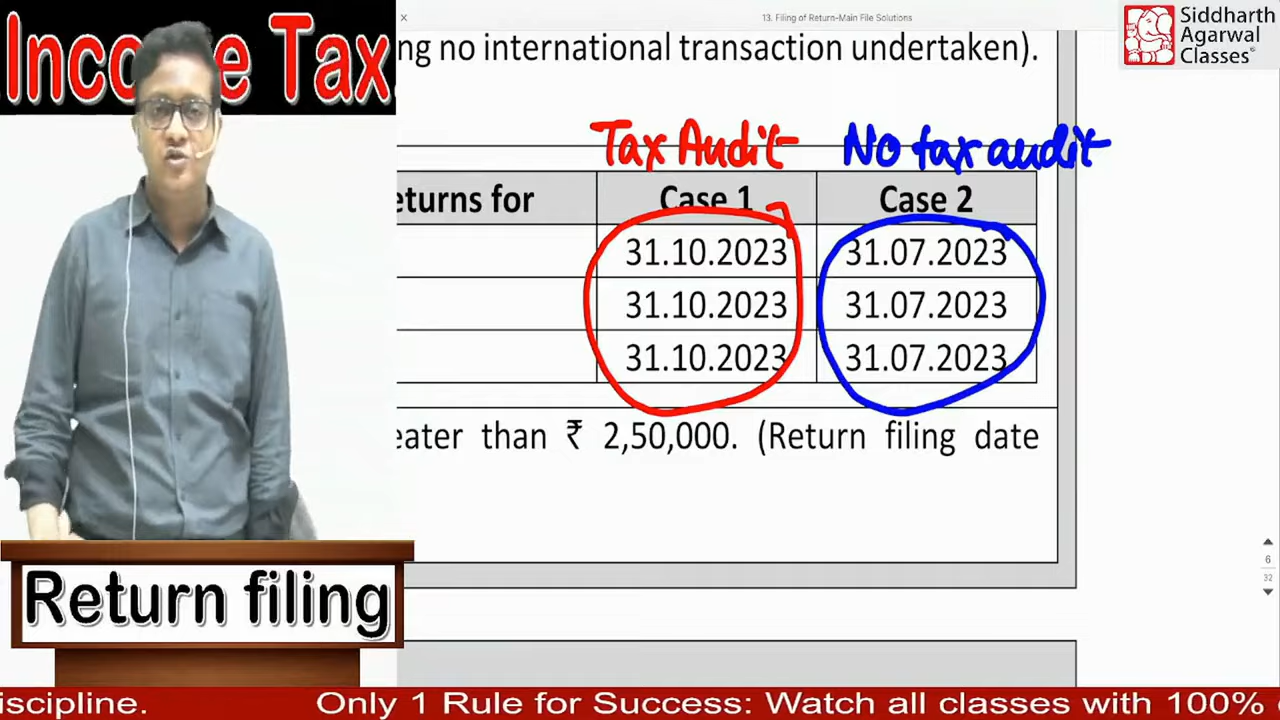 Income Tax
13. Filing of Return-Main File Solutions
Siddharth
Agarwal
Classes®
ng no international transaction undertaken).
Tax Audit
No tax audit
eturns for
Case 1
Case 2
31.10.2023
31.07.2023
31.10.2023
31.07.2023
31.10.2023
31.07.2023
eater than ₹ 2,50,000. (Return filing date
6
32
Return filing
iscipline.
Only 1 Rule for Success: Watch all classes with 100%